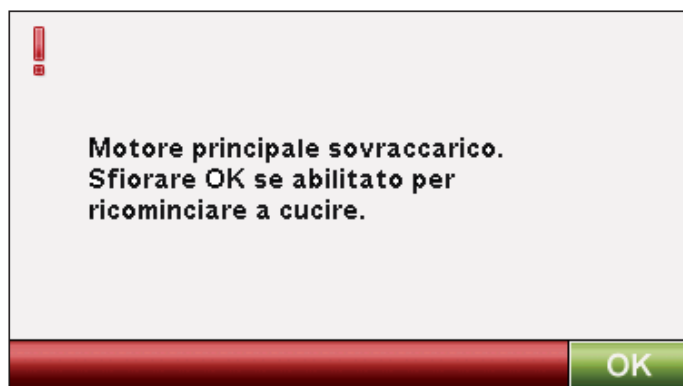 Motore principale sovraccarico.
Sfiorare OK se abilitato per
ricominciare a cucire.
OK